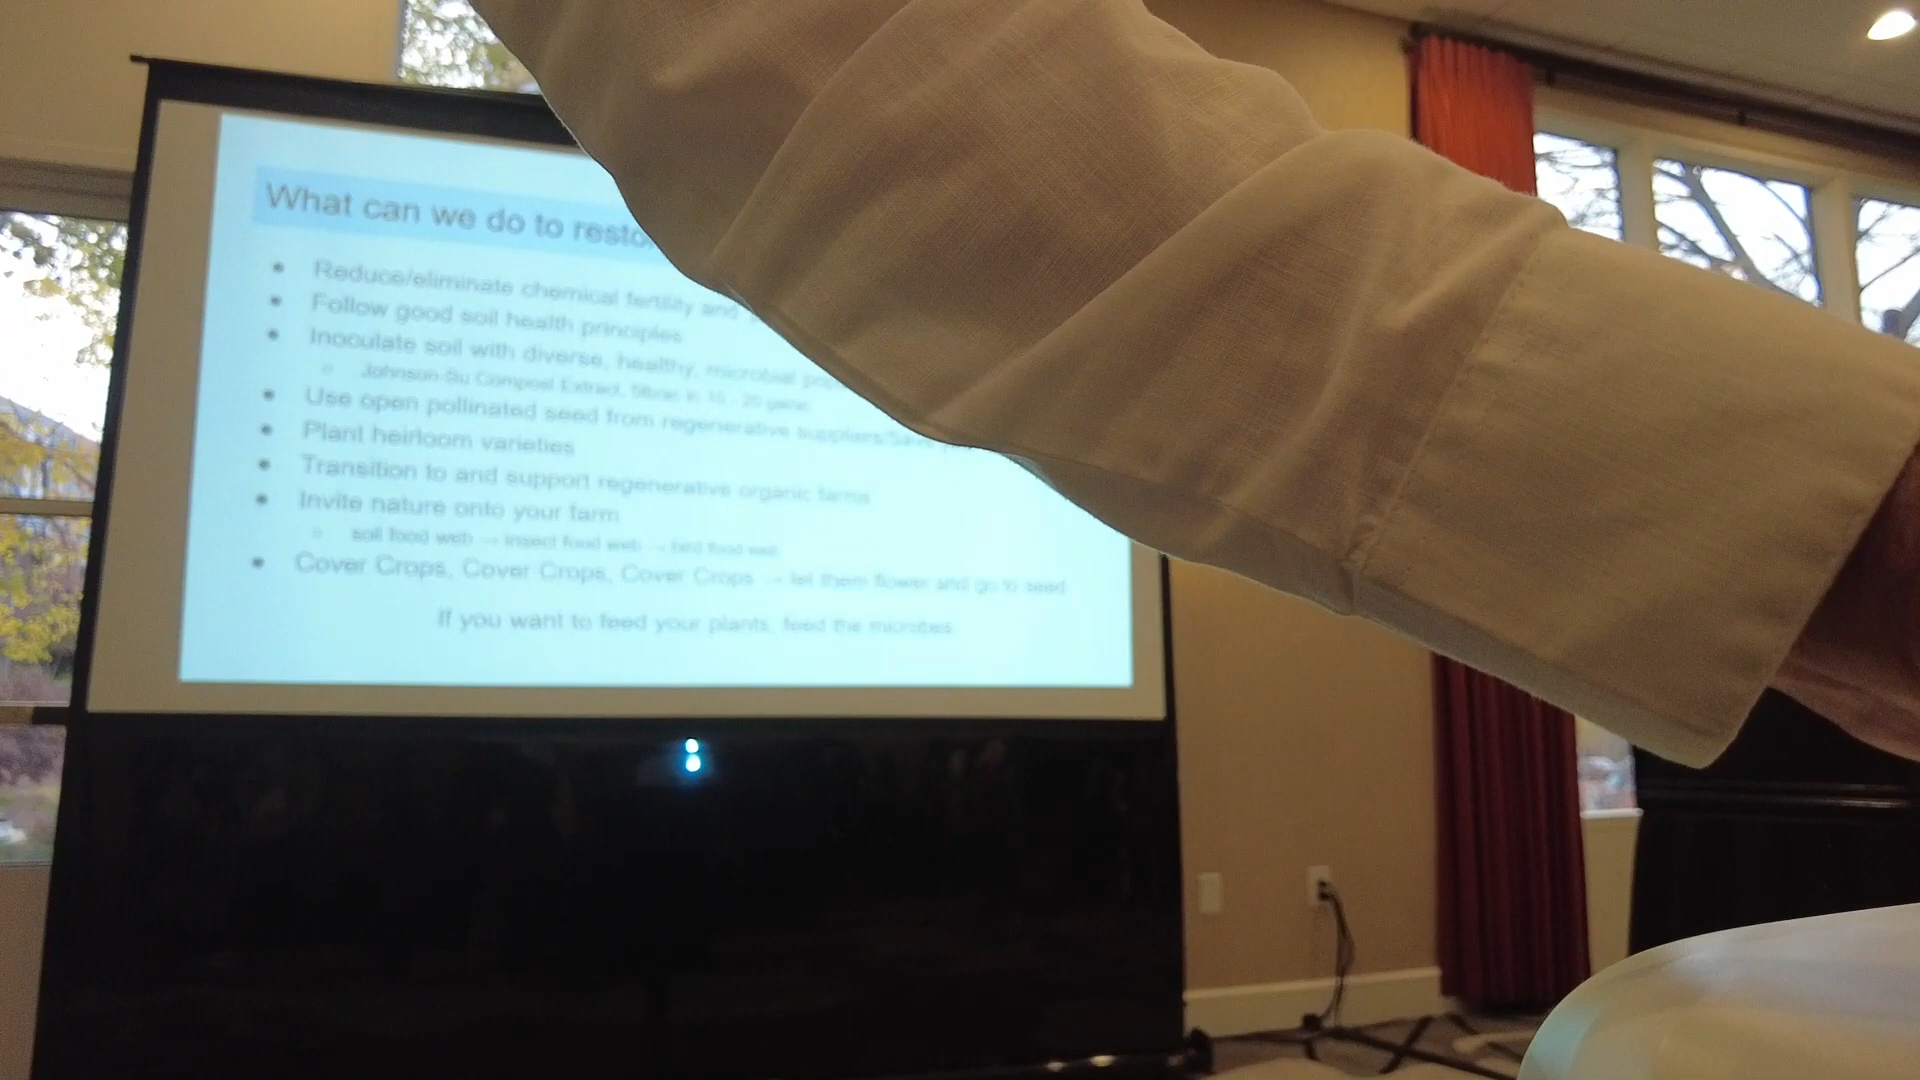 What can we do to resto
• Reduce/eliminate chemical fertility and
• Follow good soil health principles
• Inoculate soil with diverse, healthy, microbial
○ Johnson-Su Compost Extract,
• Use open pollinated seed from regenerative suppliers/Save
• Plant heirloom varieties
• Transition to and support regenerative organic farms
• Invite nature onto your farm
○ soil food web → insect food web → bird food web
• Cover Crops, Cover Crops, Cover Crops → let them flower and go to seed
If you want to feed your plants, feed the microbes.